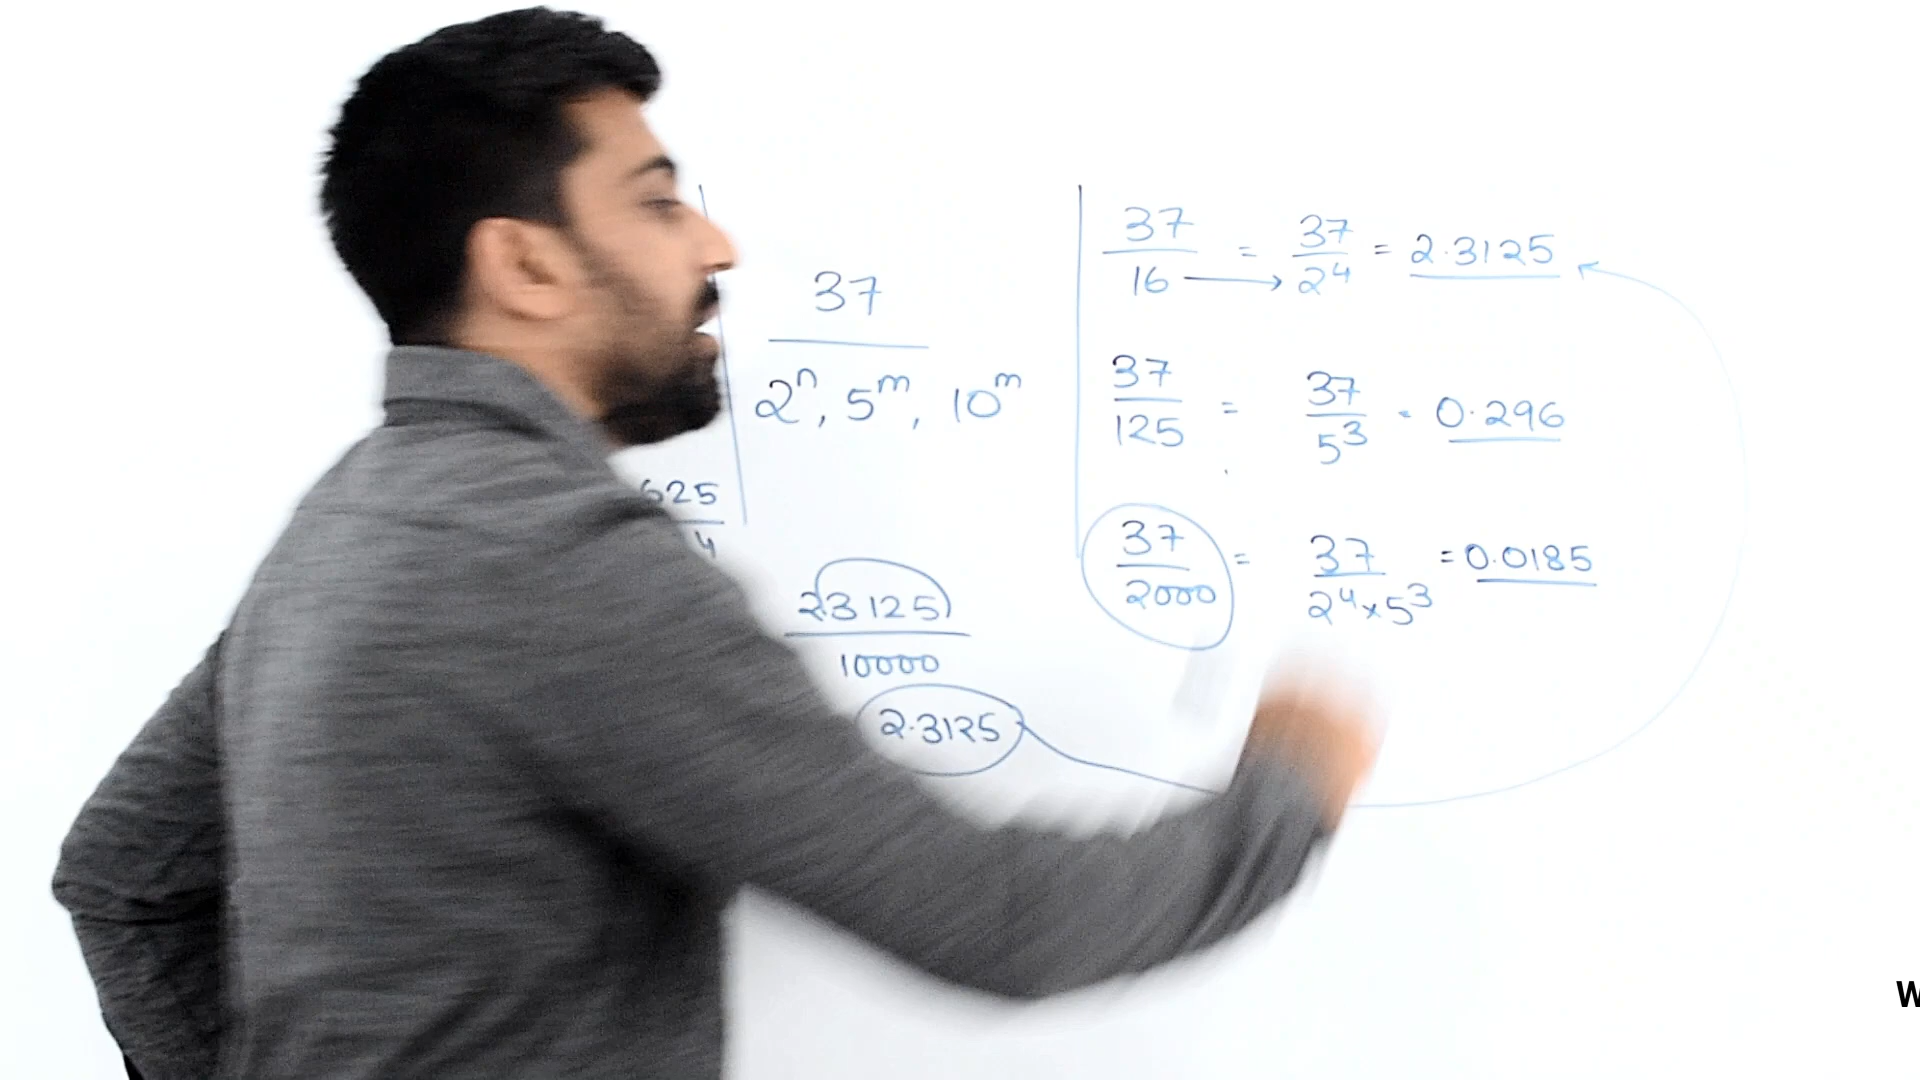 37
2ⁿ, 5ᵐ, 10ᵐ
625
4
23125
10000
2.3125
37/16 = 37/2⁴ = 2.3125
37/125 = 37/5³ = 0.296
37/2000 = 37/2⁴×5³ = 0.0185
W